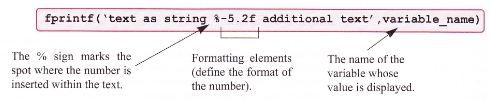 fprintf(‘text as string %-5.2f additional text’,variable_name)
The % sign marks the
spot where the number is
inserted within the text.
Formatting elements
(define the format of
the number).
The name of the
variable whose
value is displayed.